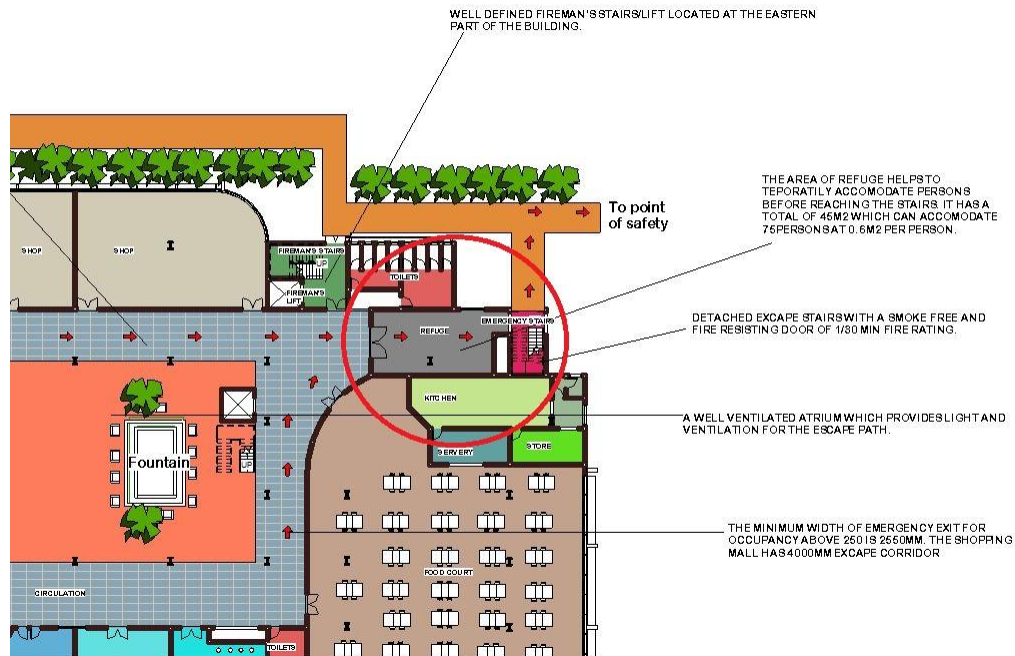 WELL DEFINED FIREMAN'S STAIRS/LIFT LOCATED AT THE EASTERN
PART OF THE BUILDING.
THE AREA OF REFUGE HELPS TO
TEPORATILY ACCOMODATE PERSONS
BEFORE REACHING THE STAIRS. IT HAS A
TOTAL OF 45M2 WHICH CAN ACCOMODATE
75PERSONS AT 0.6M2 PER PERSON.
To point
of safety
SHOP
SHOP
FIREMAN'S STAIRS
UP
FIREMAN'S
LIFT
TOILETS
EMERGENCY STAIRS
REFUGE
DETACHED EXCAPE STAIRS WITH A SMOKE FREE AND
FIRE RESISTING DOOR OF 1/30 MIN FIRE RATING.
KITCHEN
A WELL VENTILATED ATRIUM WHICH PROVIDES LIGHT AND
VENTILATION FOR THE ESCAPE PATH.
SERVERY
STORE
Fountain
UP
THE MINIMUM WIDTH OF EMERGENCY EXIT FOR
OCCUPANCY ABOVE 250 IS 2550MM. THE SHOPPING
MALL HAS 4000MM EXCAPE CORRIDOR
FOOD COURT
CIRCULATION
TOILETS